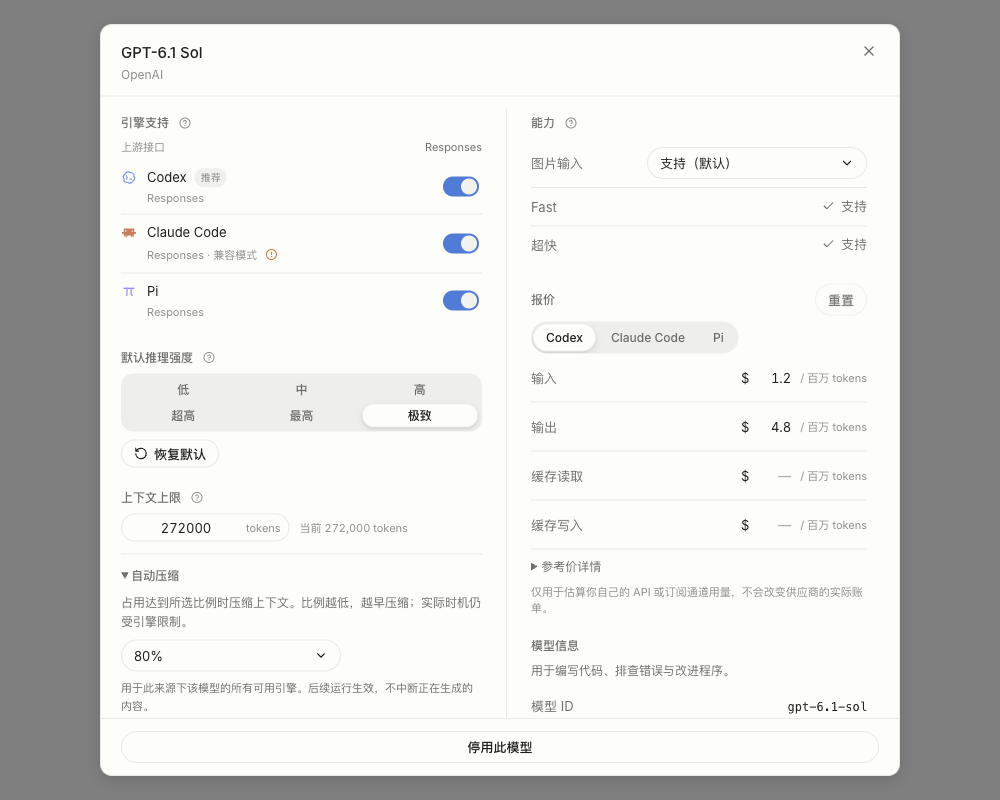 GPT-6.1 Sol
OpenAI
引擎支持
上游接口 Responses
Codex 推荐
Responses
Claude Code
Responses · 兼容模式
Pi
Responses
默认推理强度
低 中 高
超高 最高 极致
恢复默认
上下文上限
272000 tokens 当前 272,000 tokens
自动压缩
占用达到所选比例时压缩上下文。比例越低，越早压缩；实际时机仍
受引擎限制。
80%
用于此来源下该模型的所有可用引擎。后续运行生效，不中断正在生成的
内容。
能力
图片输入 支持（默认）
Fast 支持
超快 支持
报价 重置
Codex Claude Code Pi
输入 $ 1.2 / 百万 tokens
输出 $ 4.8 / 百万 tokens
缓存读取 $ — / 百万 tokens
缓存写入 $ — / 百万 tokens
参考价详情
仅用于估算你自己的 API 或订阅通道用量，不会改变供应商的实际账
单。
模型信息
用于编写代码、排查错误与改进程序。
模型 ID gpt-6.1-sol
停用此模型